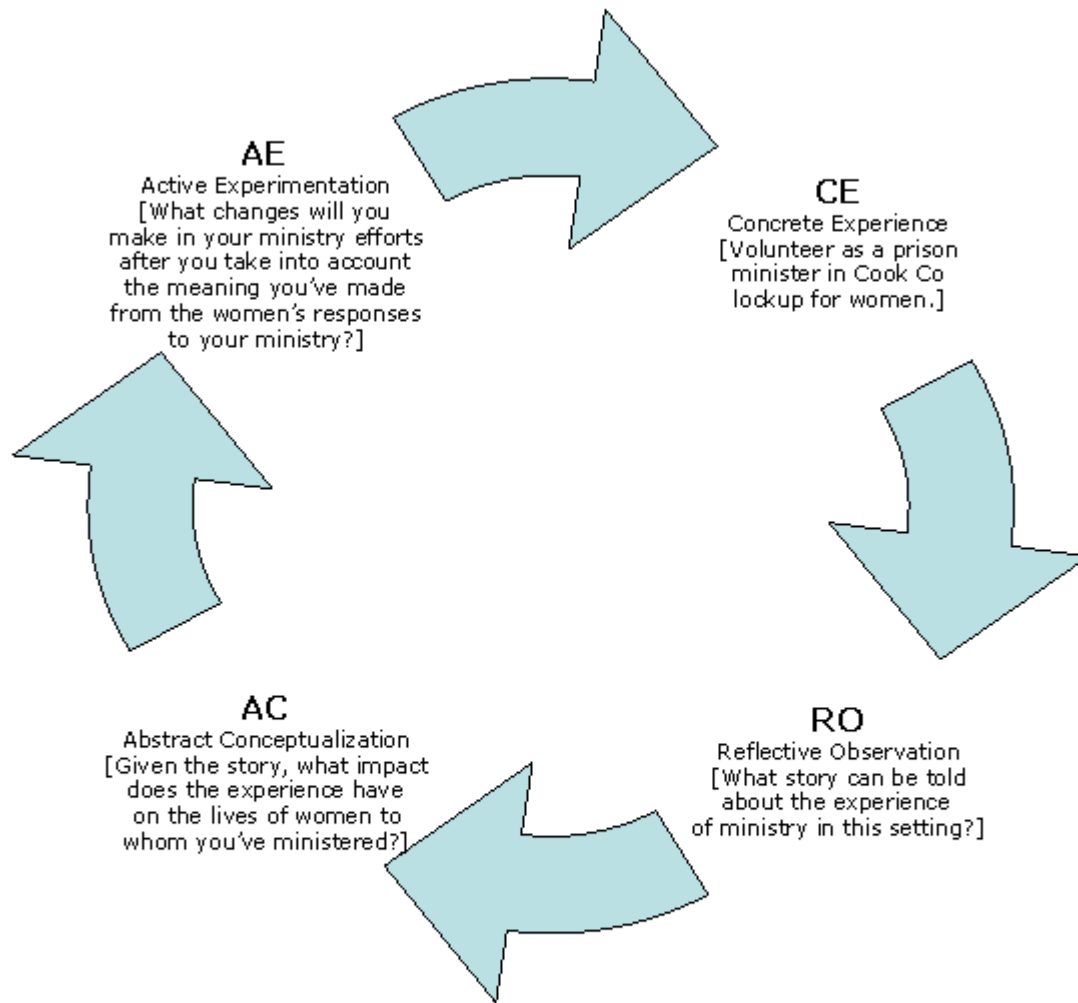 AE
Active Experimentation
[What changes will you
make in your ministry efforts
after you take into account
the meaning you’ve made
from the women’s responses
to your ministry?]
CE
Concrete Experience
[Volunteer as a prison
minister in Cook Co
lockup for women.]
RO
Reflective Observation
[What story can be told
about the experience
of ministry in this setting?]
AC
Abstract Conceptualization
[Given the story, what impact
does the experience have
on the lives of women to
whom you’ve ministered?]